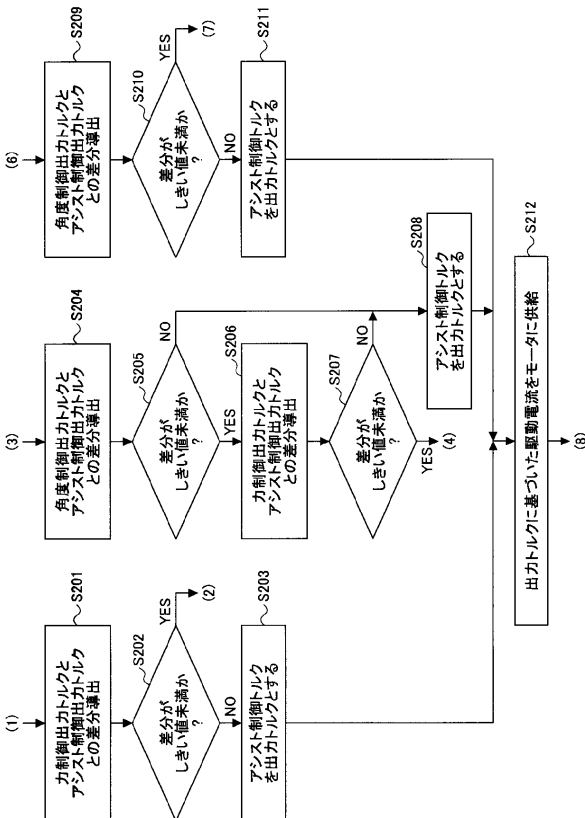 (1)
S201
力制御出力トルクと
アシスト制御出力トルク
との差分導出
S202
差分が
しきい値未満か
?
YES
(2)
NO
S203
アシスト制御トルク
を出力トルクとする
(3)
S204
角度制御出力トルクと
アシスト制御出力トルク
との差分導出
S205
差分が
しきい値未満か
?
NO
YES
S206
力制御出力トルクと
アシスト制御出力トルク
との差分導出
S207
差分が
しきい値未満か
?
NO
YES
(4)
S208
アシスト制御トルク
を出力トルクとする
(6)
S209
角度制御出力トルクと
アシスト制御出力トルク
との差分導出
S210
差分が
しきい値未満か
?
YES
(7)
NO
S211
アシスト制御トルク
を出力トルクとする
S212
出力トルクに基づいた駆動電流をモータに供給
(8)